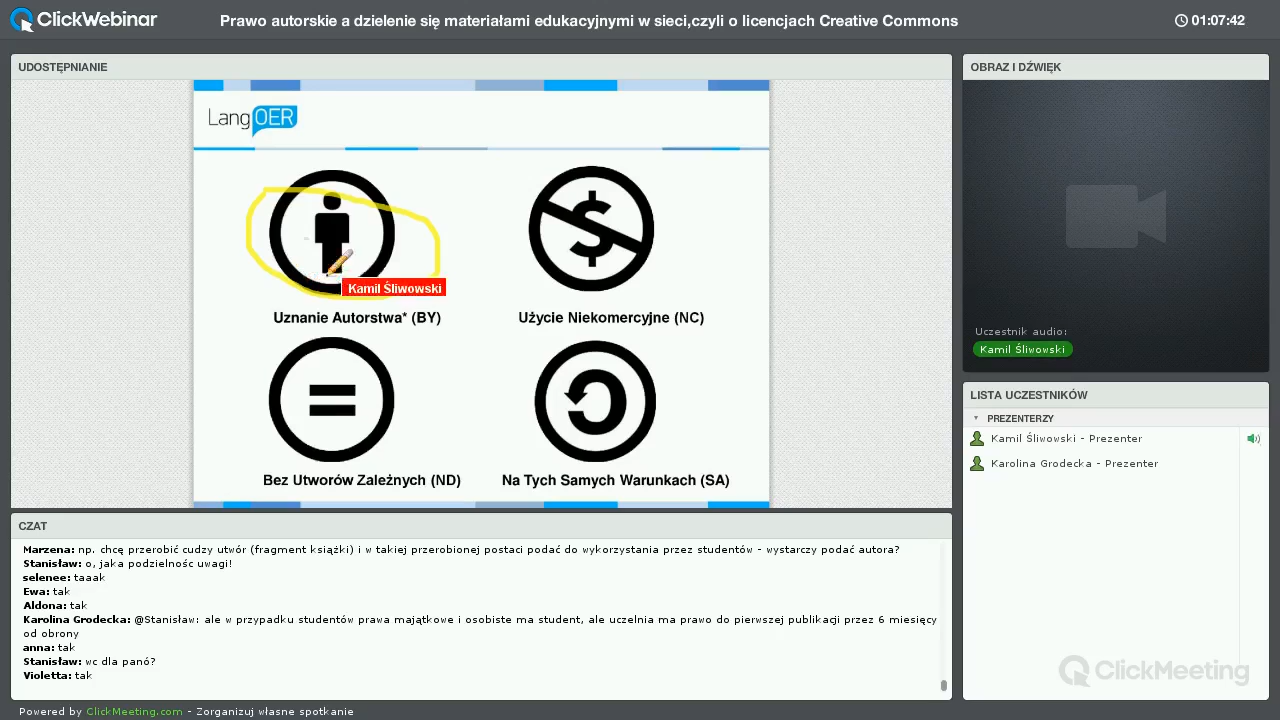 ClickWebinar
Prawo autorskie a dzielenie się materiałami edukacyjnymi w sieci,czyli o licencjach Creative Commons
01:07:42
UDOSTĘPNIANIE
LangOER
Kamil Śliwowski
Uznanie Autorstwa* (BY)
Użycie Niekomercyjne (NC)
Bez Utworów Zależnych (ND)
Na Tych Samych Warunkach (SA)
OBRAZ I DŹWIĘK
Uczestnik audio:
Kamil Śliwowski
LISTA UCZESTNIKÓW
PREZENTERZY
Kamil Śliwowski - Prezenter
Karolina Grodecka - Prezenter
ClickMeeting
CZAT
Marzena: np. chcę przerobić cudzy utwór (fragment książki) i w takiej przerobionej postaci podać do wykorzystania przez studentów - wystarczy podać autora?
Stanisław: o, jaka podzielnośc uwagi!
selenee: taaak
Ewa: tak
Aldona: tak
Karolina Grodecka: @Stanisław: ale w przypadku studentów prawa majątkowe i osobiste ma student, ale uczelnia ma prawo do pierwszej publikacji przez 6 miesięcy
od obrony
anna: tak
Stanisław: wc dla panó?
Violetta: tak
Powered by ClickMeeting.com - Zorganizuj własne spotkanie